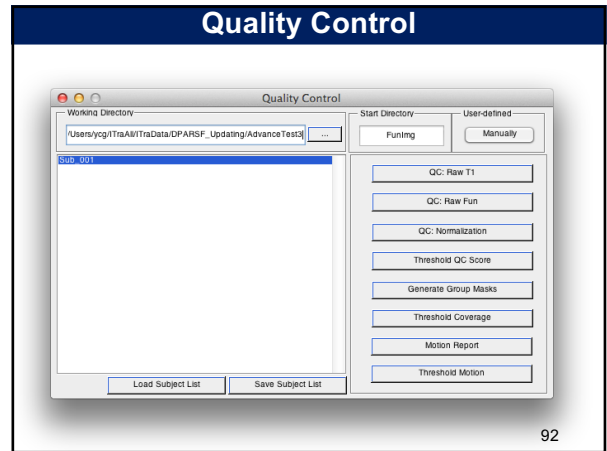 Quality Control
Quality Control
Working Directory
/Users/ycg/ITraAll/ITraData/DPARSF_Updating/AdvanceTest3
...
Start Directory
FunImg
User-defined
Manually
Sub_001
QC: Raw T1
QC: Raw Fun
QC: Normalization
Threshold QC Score
Generate Group Masks
Threshold Coverage
Motion Report
Threshold Motion
Load Subject List
Save Subject List
92